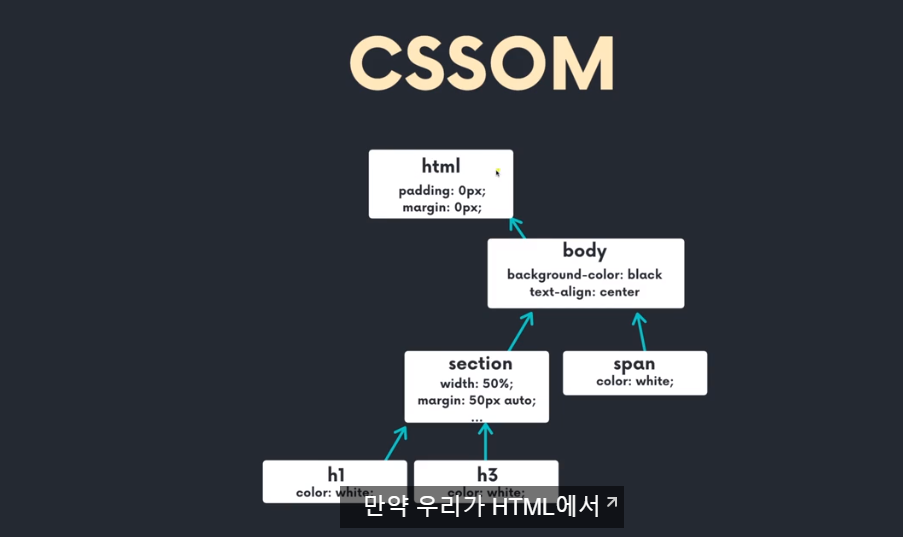 CSSOM
html
padding: 0px;
margin: 0px;
body
background-color: black
text-align: center
section
width: 50%;
margin: 50px auto;
...
span
color: white;
h1
color: white;
h3
color: white;
만약 우리가 HTML에서